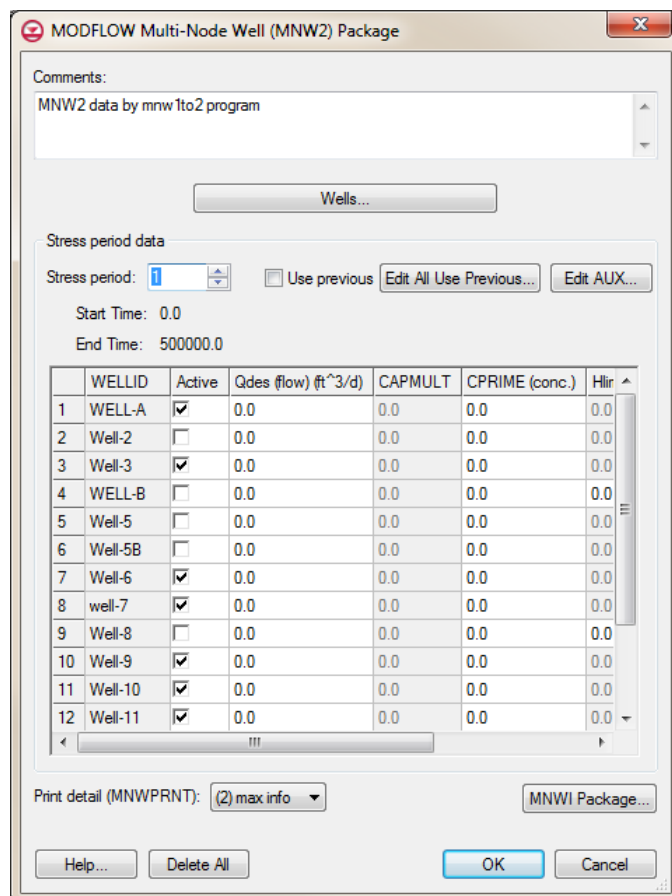 MODFLOW Multi-Node Well (MNW2) Package
Comments:
MNW2 data by mnw1to2 program
Wells...
Stress period data
Stress period: 1 Use previous Edit All Use Previous... Edit AUX...
Start Time: 0.0
End Time: 500000.0
WELLID Active Qdes (flow) (ft^3/d) CAPMULT CPRIME (conc.) Hlir
1 WELL-A 0.0 0.0 0.0 0.0
2 Well-2 0.0 0.0 0.0 0.0
3 Well-3 0.0 0.0 0.0 0.0
4 WELL-B 0.0 0.0 0.0 0.0
5 Well-5 0.0 0.0 0.0 0.0
6 Well-5B 0.0 0.0 0.0 0.0
7 Well-6 0.0 0.0 0.0 0.0
8 well-7 0.0 0.0 0.0 0.0
9 Well-8 0.0 0.0 0.0 0.0
10 Well-9 0.0 0.0 0.0 0.0
11 Well-10 0.0 0.0 0.0 0.0
12 Well-11 0.0 0.0 0.0 0.0
Print detail (MNWPRNT): (2) max info MNWI Package...
Help... Delete All OK Cancel